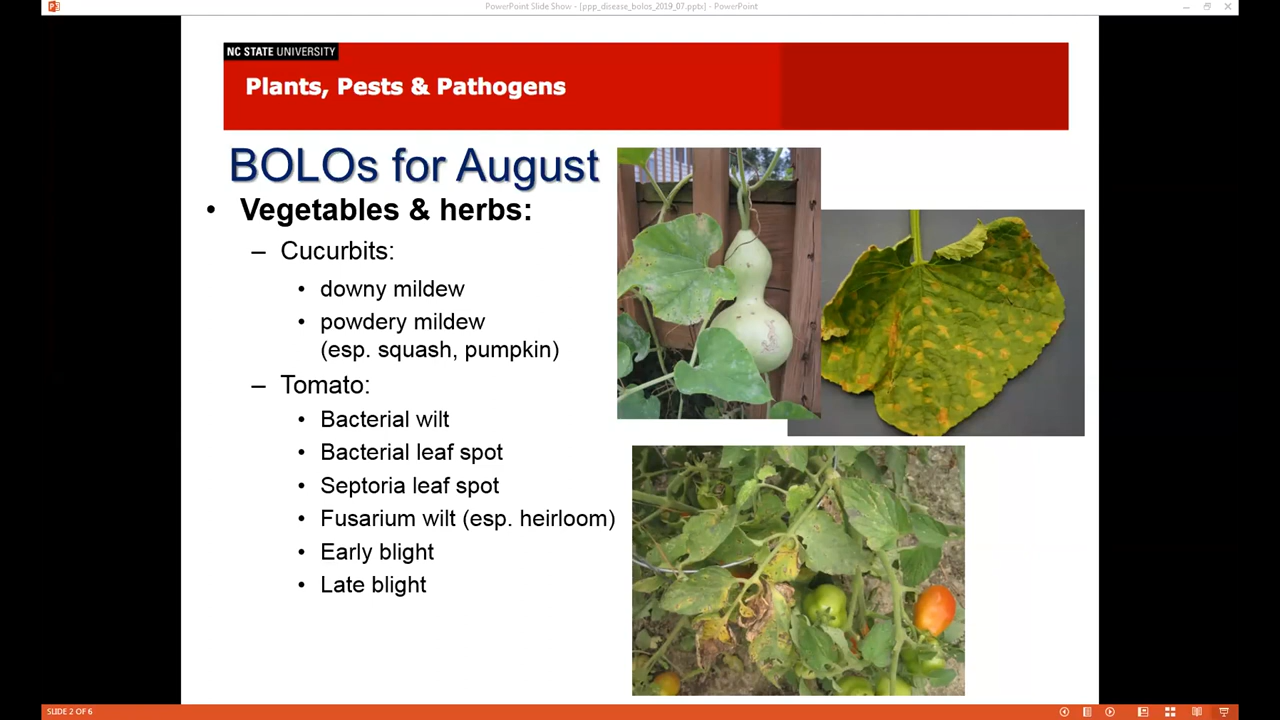 PowerPoint Slide Show - [ppp_disease_bolos_2019_07.pptx] - PowerPoint
NC STATE UNIVERSITY
Plants, Pests & Pathogens
BOLOs for August
• Vegetables & herbs:
– Cucurbits:
• downy mildew
• powdery mildew
(esp. squash, pumpkin)
– Tomato:
• Bacterial wilt
• Bacterial leaf spot
• Septoria leaf spot
• Fusarium wilt (esp. heirloom)
• Early blight
• Late blight
SLIDE 2 OF 6